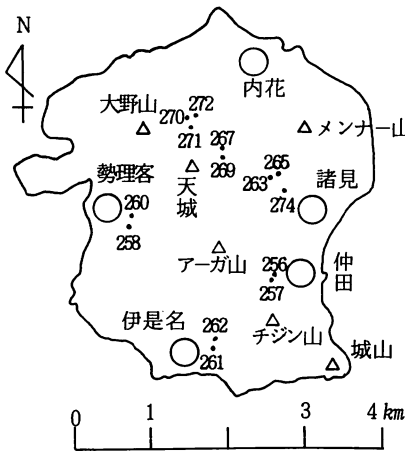 N
内花
大野山
272
270
271
267
269
メンナー山
勢理客
天城
265
263
諸見
274
260
258
アーガ山
256
257
仲田
伊是名
262
261
チジン山
城山
0 1 3 4 km